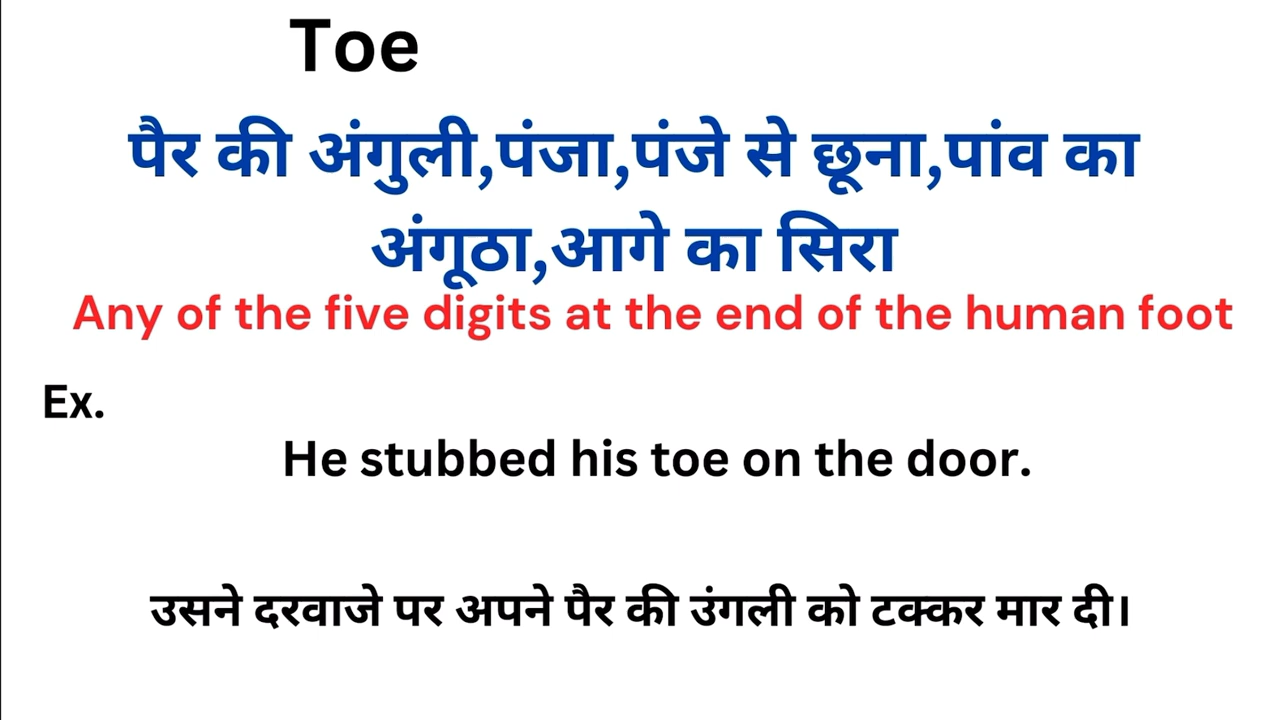 Toe
पैर की अंगुली,पंजा,पंजे से छूना,पांव का
अंगूठा,आगे का सिरा
Any of the five digits at the end of the human foot
Ex.
He stubbed his toe on the door.
उसने दरवाजे पर अपने पैर की उंगली को टक्कर मार दी।